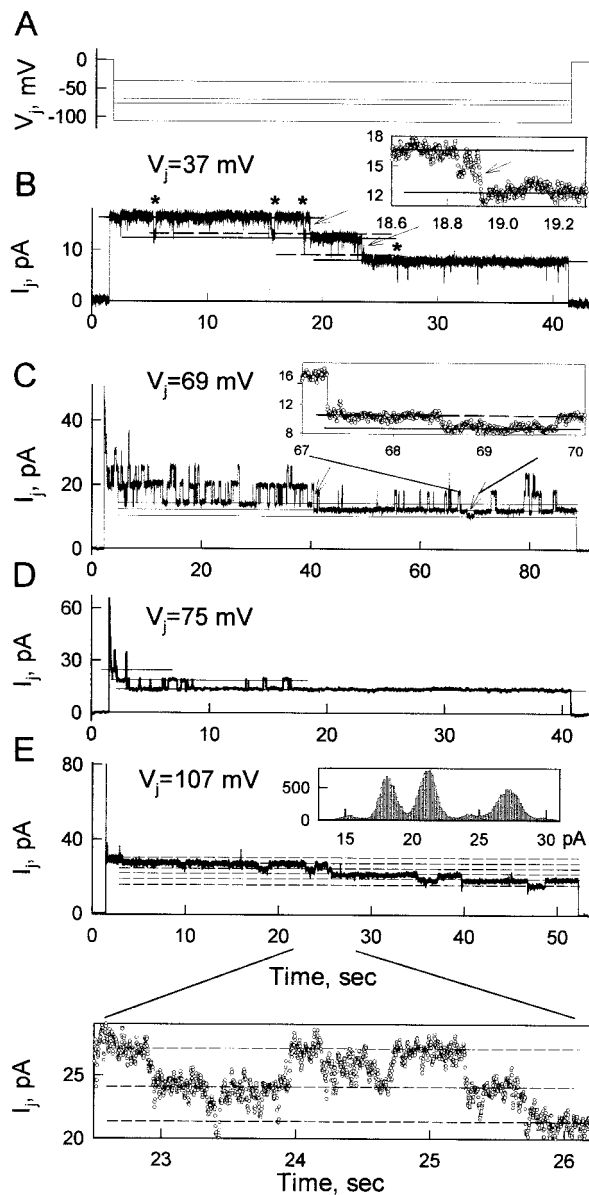 A
0
-50
-100
Vj, mV
Vj=37 mV
18
16
14
12
18.6 18.8 19.0 19.2
B
* * * *
10
0
Ij, pA
0 10 20 30 40
C
Vj=69 mV
16
12
10
8
67 68 69 70
40
20
0
Ij, pA
0 20 40 60 80
D
Vj=75 mV
60
30
0
Ij, pA
0 10 20 30 40
E
Vj=107 mV
500
0
15 20 25 30 pA
80
40
0
Ij, pA
0 10 20 30 40 50
Time, sec
25
20
Ij, pA
23 24 25 26
Time, sec